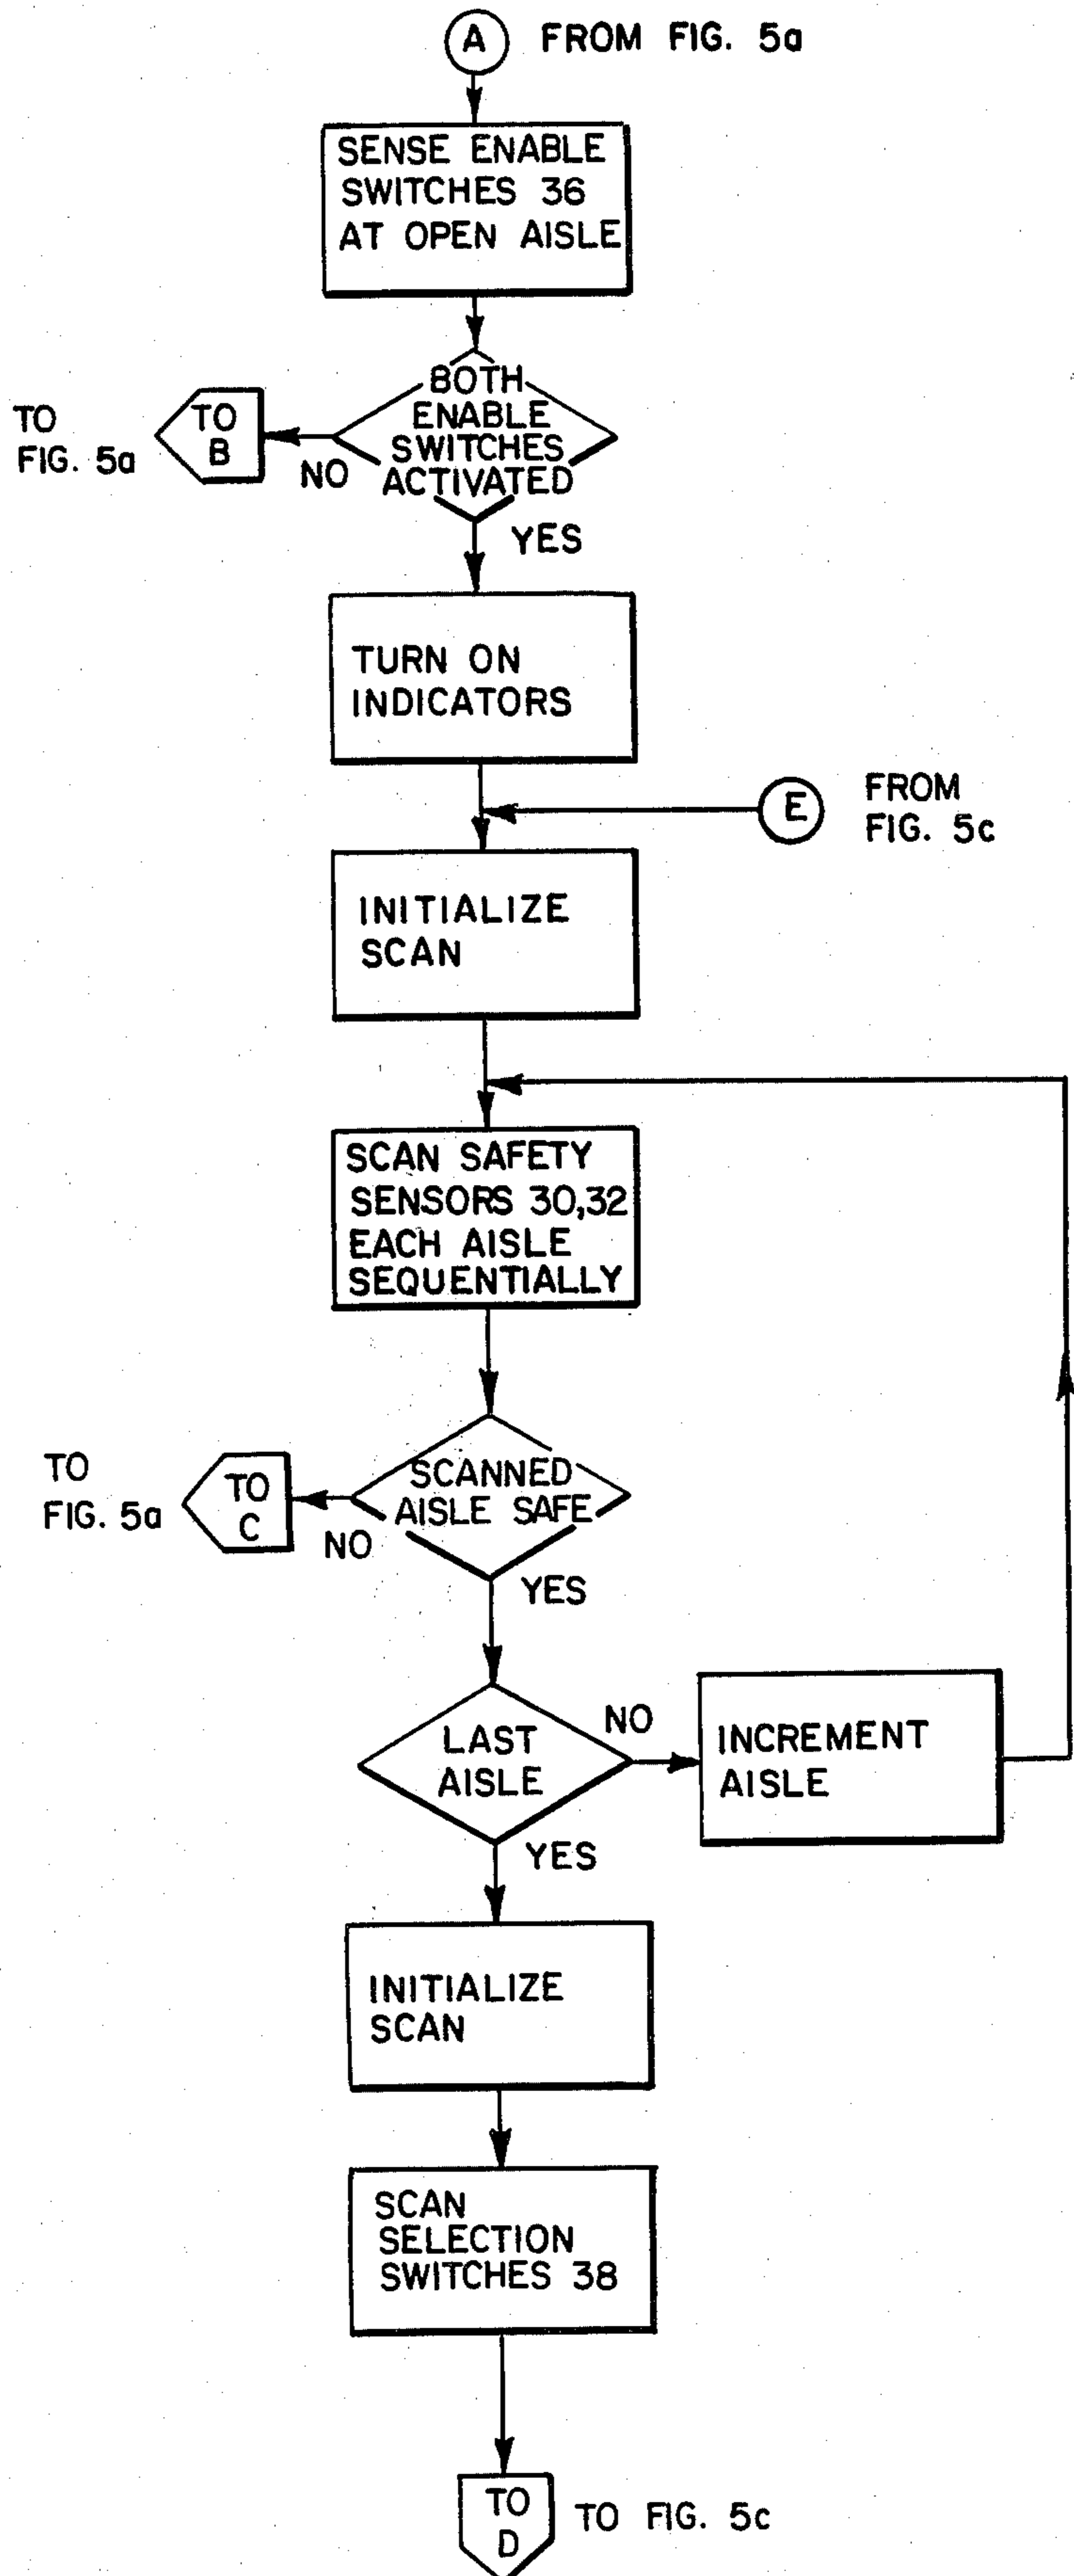 A FROM FIG. 5a
SENSE ENABLE
SWITCHES 36
AT OPEN AISLE
BOTH
ENABLE
SWITCHES
ACTIVATED
TO
FIG. 5a
TO
B
NO
YES
TURN ON
INDICATORS
E
FROM
FIG. 5c
INITIALIZE
SCAN
SCAN SAFETY
SENSORS 30,32
EACH AISLE
SEQUENTIALLY
SCANNED
AISLE SAFE
TO
FIG. 5a
TO
C
NO
YES
LAST
AISLE
NO
INCREMENT
AISLE
YES
INITIALIZE
SCAN
SCAN
SELECTION
SWITCHES 38
TO
D
TO FIG. 5c